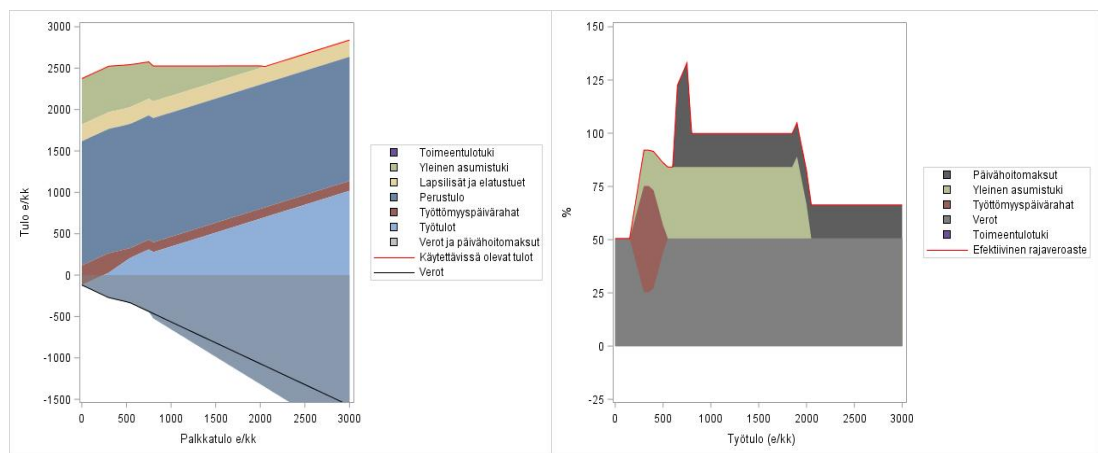 Tulo e/kk
3000
2500
2000
1500
1000
500
0
-500
-1000
-1500
0 500 1000 1500 2000 2500 3000
Palkkatulo e/kk
Toimeentulotuki
Yleinen asumistuki
Lapsilisät ja elatustuet
Perustulo
Työttömyyspäivärahat
Työtulot
Verot ja päivähoitomaksut
Käytettävissä olevat tulot
Verot
%
150
125
100
75
50
25
0
-25
0 500 1000 1500 2000 2500 3000
Työtulo (e/kk)
Päivähoitomaksut
Yleinen asumistuki
Työttömyyspäivärahat
Verot
Toimeentulotuki
Efektiivinen rajaveroaste